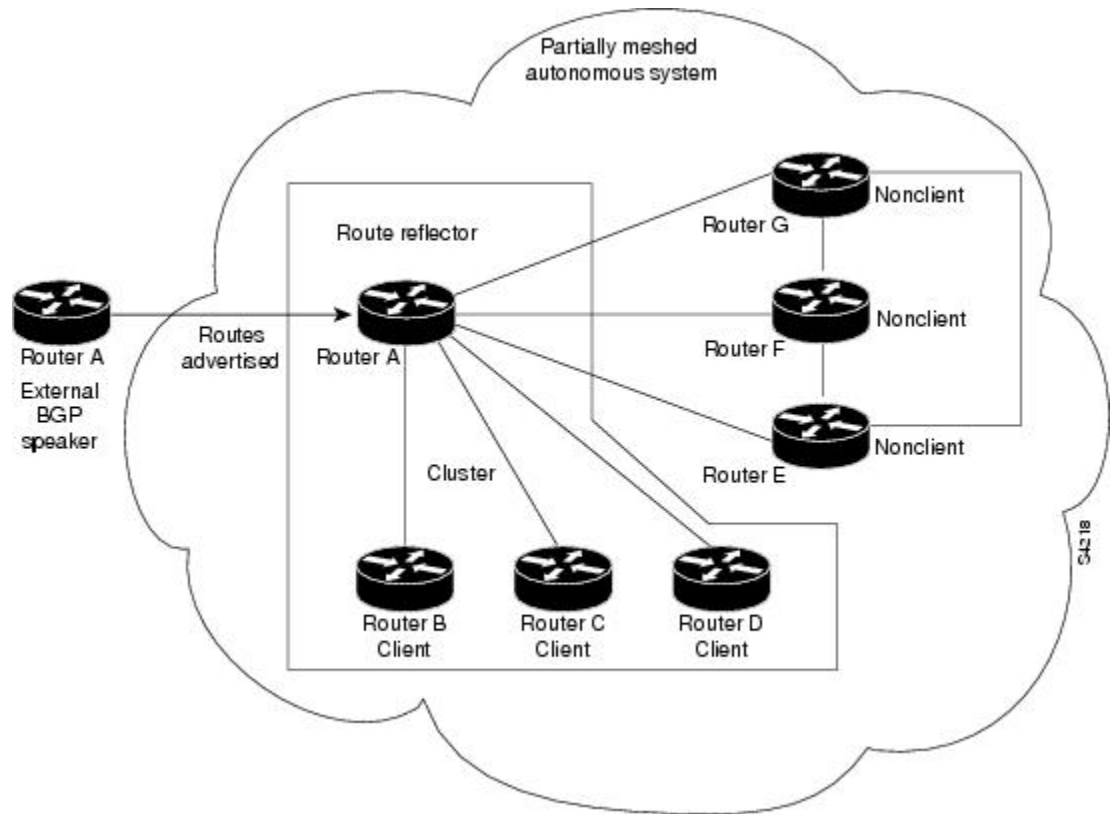 Partially meshed
autonomous system
Nonclient
Router G
Route reflector
Nonclient
Router F
Router A
Routes
advertised
Router A
External
BGP
speaker
Nonclient
Router E
Cluster
S4218
Router B
Client
Router C
Client
Router D
Client